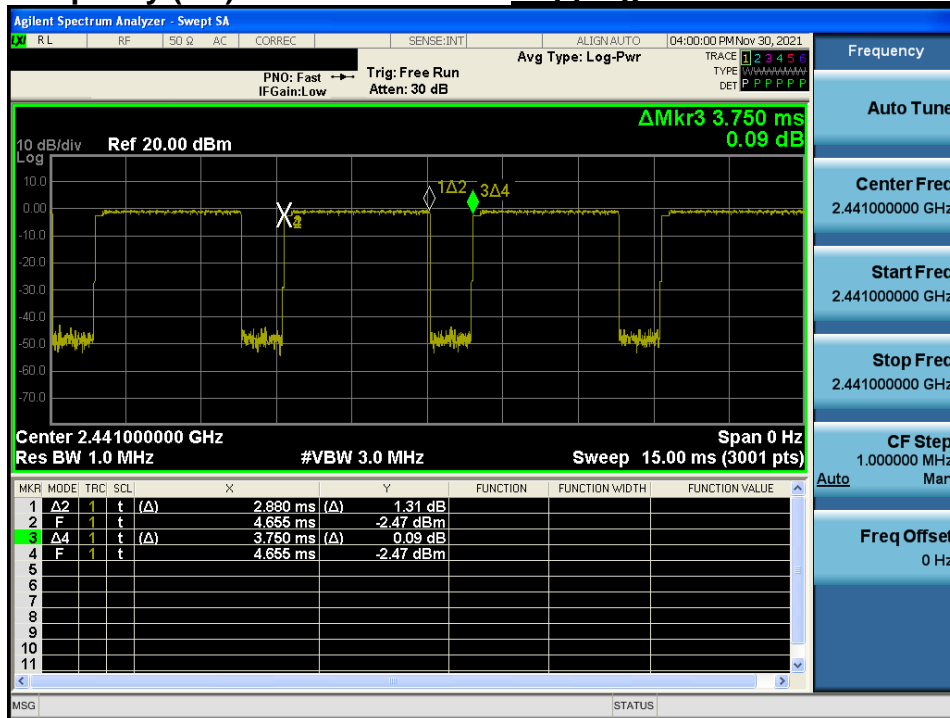 Agilent Spectrum Analyzer - Swept SA
LXI RL RF 50 Ω AC CORREC SENSE:INT ALIGN AUTO 04:00:00 PM Nov 30, 2021
Frequency
Avg Type: Log-Pwr
TRACE 1 2 3 4 5 6
PNO: Fast Trig: Free Run
TYPE
IFGain:Low Atten: 30 dB
DET P P P P P P
Auto Tune
ΔMkr3 3.750 ms
0.09 dB
10 dB/div Ref 20.00 dBm
Log
10.0
0.00
-10.0
-20.0
-30.0
-40.0
-50.0
-60.0
-70.0
1Δ2
3Δ4
X2
Center Freq
2.441000000 GHz
Start Freq
2.441000000 GHz
Stop Freq
2.441000000 GHz
Center 2.441000000 GHz Span 0 Hz
Res BW 1.0 MHz #VBW 3.0 MHz Sweep 15.00 ms (3001 pts)
CF Step
1.000000 MHz
Auto Man
MKR MODE TRC SCL X Y FUNCTION FUNCTION WIDTH FUNCTION VALUE
1 Δ2 1 t (Δ) 2.880 ms (Δ) 1.31 dB
2 F 1 t 4.655 ms -2.47 dBm
3 Δ4 1 t (Δ) 3.750 ms (Δ) 0.09 dB
4 F 1 t 4.655 ms -2.47 dBm
5
6
7
8
9
10
11
Freq Offset
0 Hz
MSG STATUS